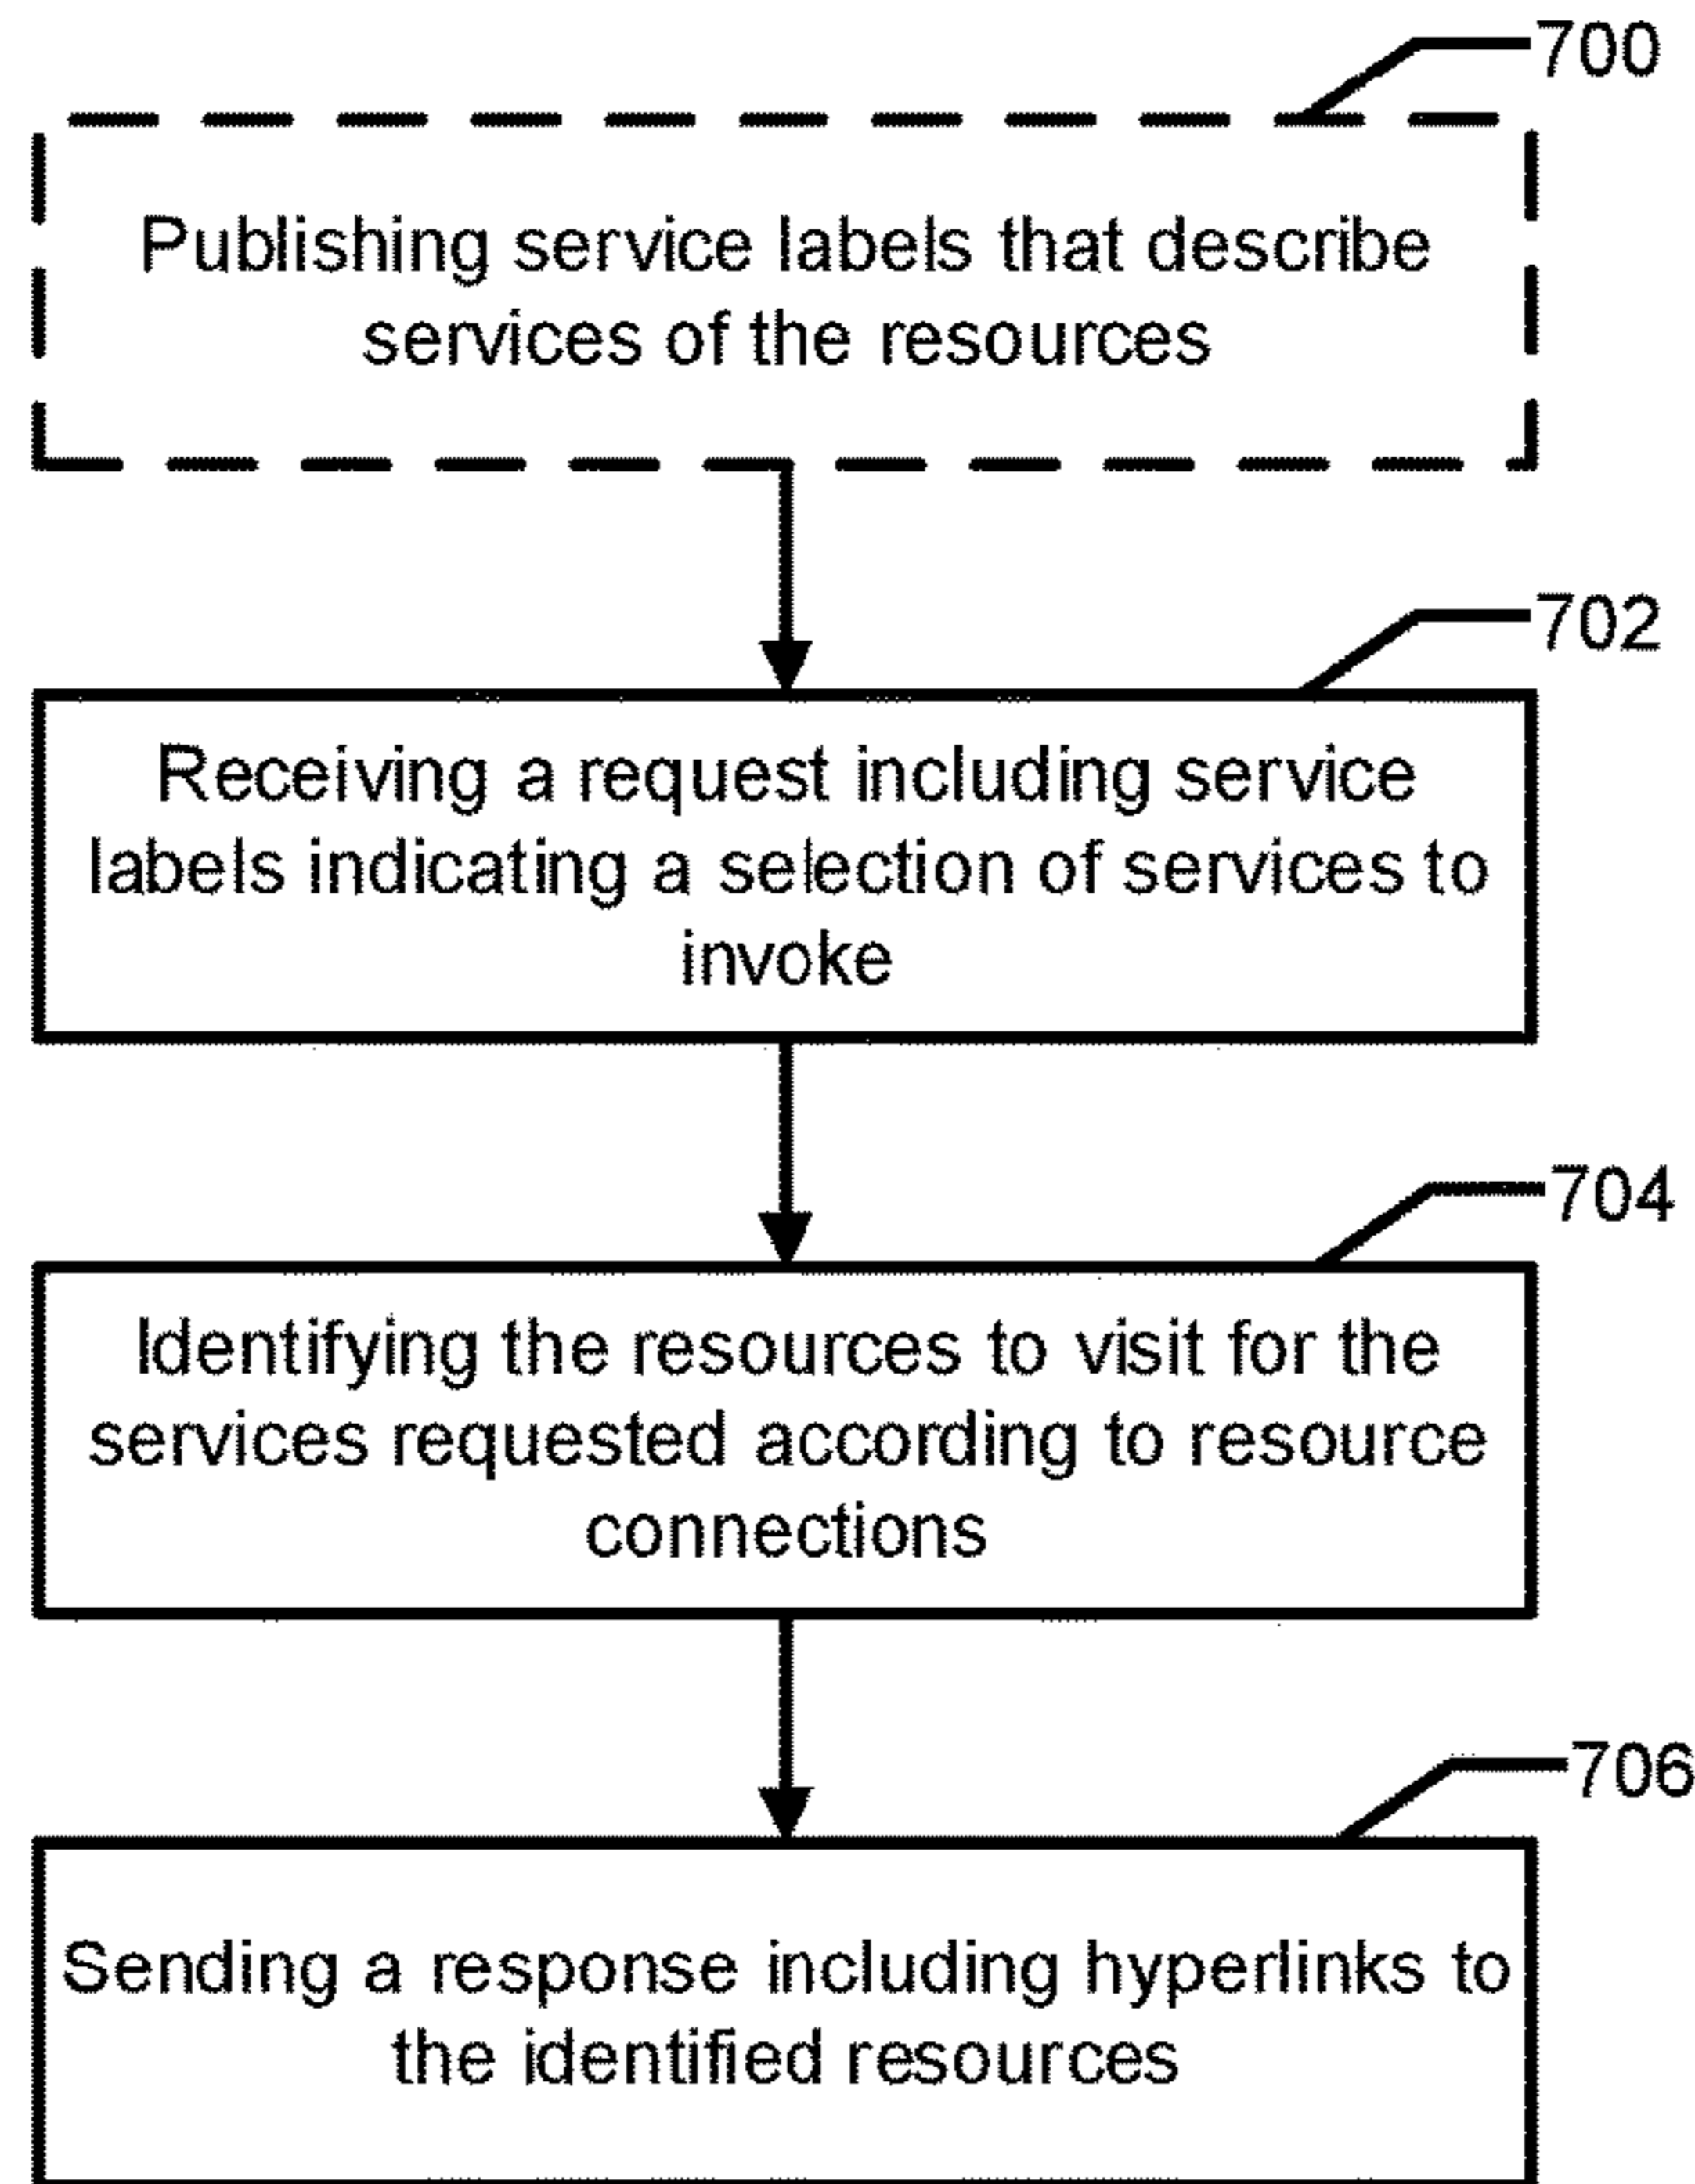 700
Publishing service labels that describe
services of the resources
702
Receiving a request including service
labels indicating a selection of services to
invoke
704
Identifying the resources to visit for the
services requested according to resource
connections
706
Sending a response including hyperlinks to
the identified resources